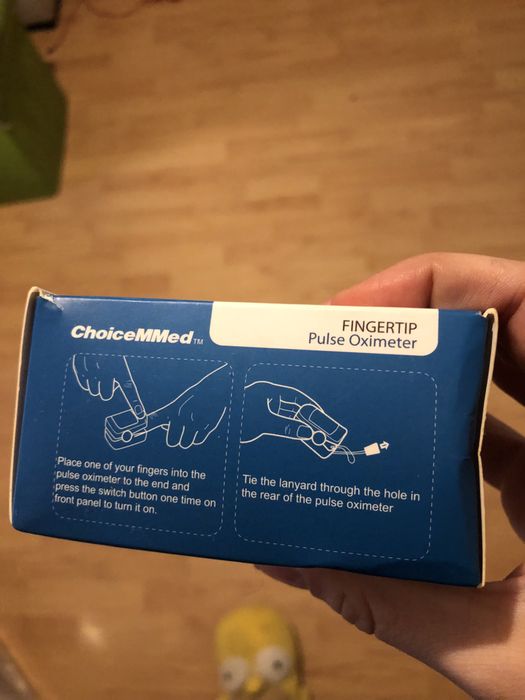 ChoiceMMed™
FINGERTIP
Pulse Oximeter
Place one of your fingers into the
pulse oximeter to the end and
press the switch button one time on
front panel to turn it on.
Tie the lanyard through the hole in
the rear of the pulse oximeter